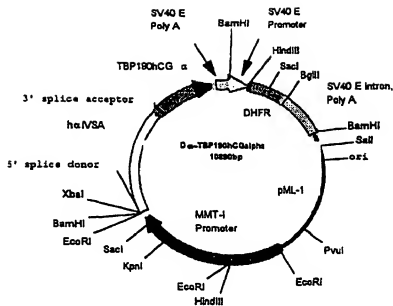 SV40 E
Poly A
BamHI
SV40 E
Promoter
HindIII
SacI
BglII
TBP190hCG α
DHFR
SV40 E intron,
Poly A
3' splice acceptor
hαIVSA
BamHI
SalI
ori
Dα-TBP190hCGalpha
10890bp
5' splice donor
pML-1
XbaI
BamHI
EcoRI
MMT-I
Promoter
SacI
KpnI
PvuI
EcoRI
HindIII
EcoRI